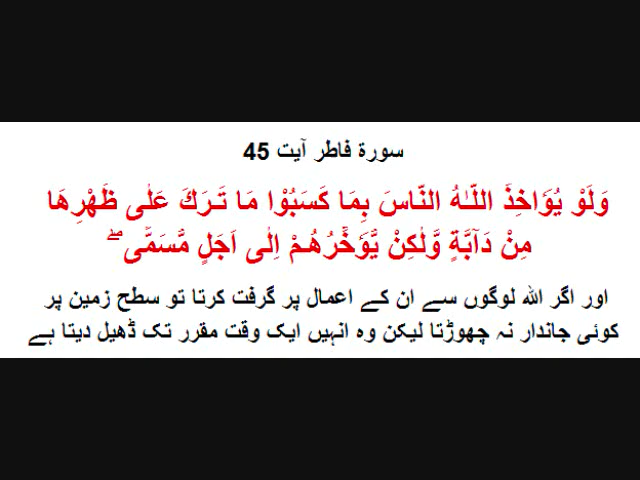 سورة فاطر آیت 45
وَلَوْ يُؤَاخِذُ اللّـٰهُ النَّاسَ بِمَا كَسَبُوْا مَا تَـرَكَ عَلٰى ظَهْرِهَا
مِنْ دَآبَّةٍ وَّلٰكِنْ يُّؤَخِّرُهُـمْ اِلٰٓى اَجَلٍ مُّسَمًّى ۖ
اور اگر اللہ لوگوں سے ان کے اعمال پر گرفت کرتا تو سطح زمین پر
کوئی جاندار نہ چھوڑتا لیکن وہ انہیں ایک وقت مقرر تک ڈھیل دیتا ہے